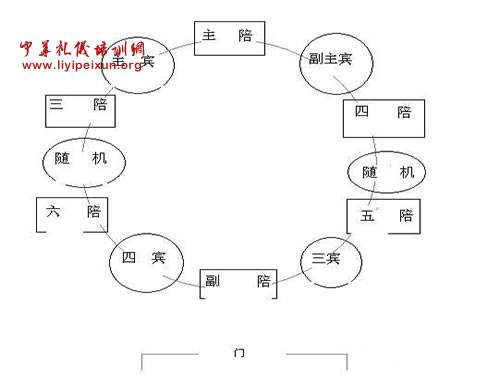 中华礼仪培训網
www.liyipeixun.org
主 陪
主 宾
副主宾
三 陪
四 陪
随 机
随 机
六 陪
五 陪
四 宾
三宾
副 陪
门